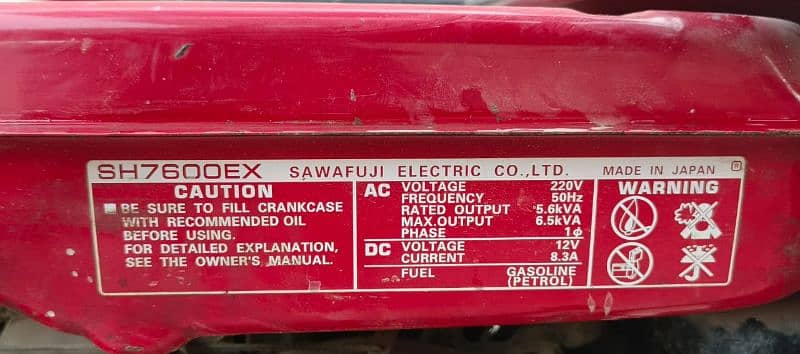 SH7600EX SAWAFUJI ELECTRIC CO.,LTD. MADE IN JAPAN ®
CAUTION
BE SURE TO FILL CRANKCASE
WITH RECOMMENDED OIL
BEFORE USING.
FOR DETAILED EXPLANATION,
SEE THE OWNER'S MANUAL.
AC VOLTAGE 220V
FREQUENCY 50Hz
RATED OUTPUT 5.6kVA
MAX.OUTPUT 6.5kVA
PHASE 1ϕ
DC VOLTAGE 12V
CURRENT 8.3A
FUEL GASOLINE
(PETROL)